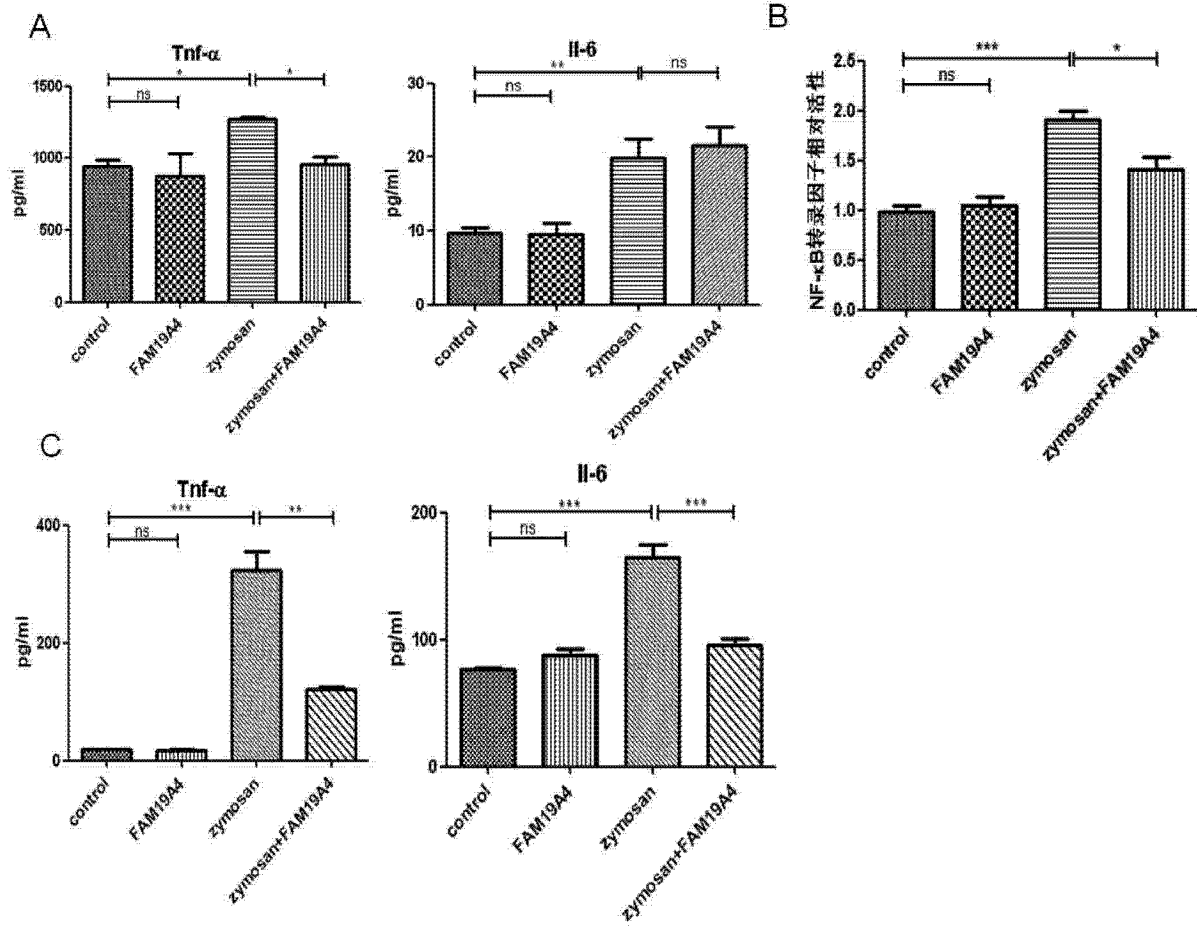 A
Tnf-α
*
*
ns
1500
1000
500
0
pg/ml
control
FAM19A4
zymosan
zymosan+FAM19A4
Il-6
**
ns
ns
30
20
10
0
pg/ml
control
FAM19A4
zymosan
zymosan+FAM19A4
B
***
*
ns
2.5
2.0
1.5
1.0
0.5
0.0
NF-κB转录因子相对活性
control
FAM19A4
zymosan
zymosan+FAM19A4
C
Tnf-α
***
**
ns
400
200
0
pg/ml
control
FAM19A4
zymosan
zymosan+FAM19A4
Il-6
***
***
ns
200
100
0
pg/ml
control
FAM19A4
zymosan
zymosan+FAM19A4